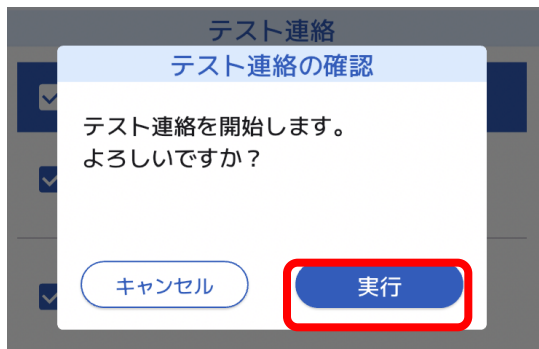 テスト連絡
テスト連絡の確認
テスト連絡を開始します。
よろしいですか？
キャンセル
実行